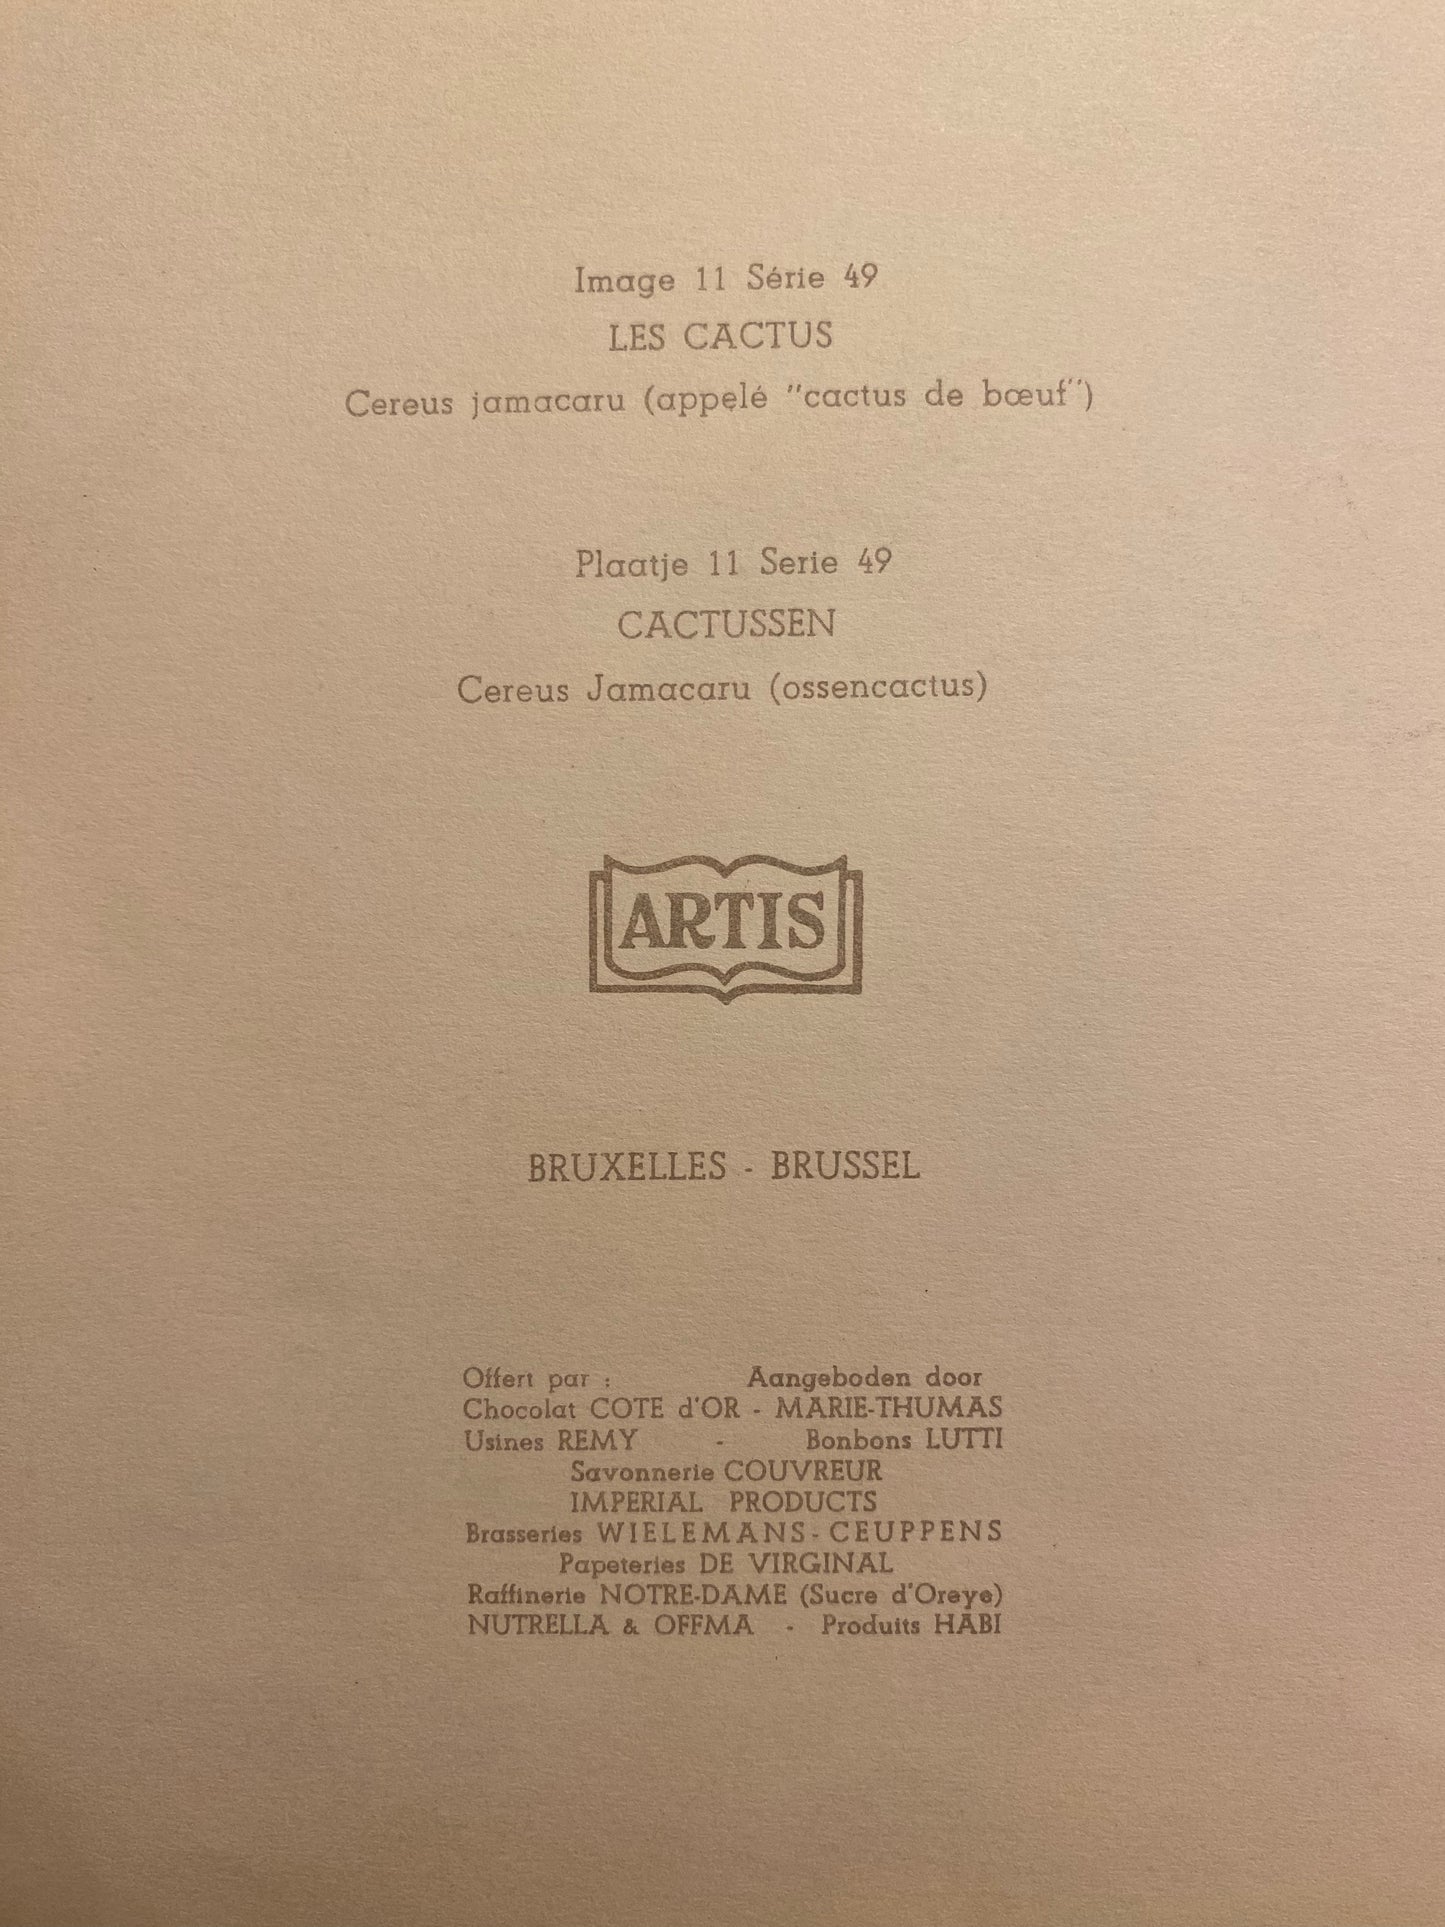 Image 11 Série 49
LES CACTUS
Cereus jamacaru (appelé "cactus de bœuf")
Plaatje 11 Serie 49
CACTUSSEN
Cereus Jamacaru (ossencactus)
ARTIS
BRUXELLES - BRUSSEL
Offert par : Aangeboden door
Chocolat COTE d'OR - MARIE-THUMAS
Usines REMY - Bonbons LUTTI
Savonnerie COUVREUR
IMPERIAL PRODUCTS
Brasseries WIELEMANS-CEUPPENS
Papeteries DE VIRGINAL
Raffinerie NOTRE-DAME (Sucre d'Oreye)
NUTRELLA & OFFMA - Produits HABI